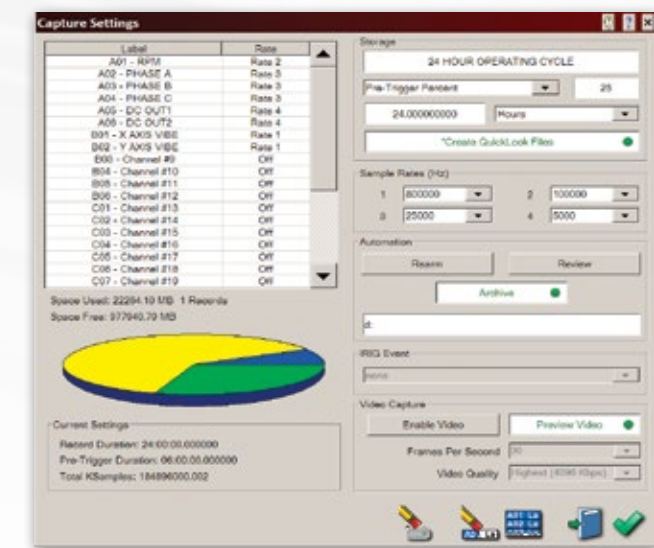 Capture Settings
Label Rate
A01 - RPM Rate 2
A02 - PHASE A Rate 3
A03 - PHASE B Rate 3
A04 - PHASE C Rate 3
A05 - DC OUT1 Rate 4
A06 - DC OUT2 Rate 4
B01 - X AXIS VIBE Rate 1
B02 - Y AXIS VIBE Rate 1
B03 - Channel #9 Off
B04 - Channel #10 Off
B05 - Channel #11 Off
B06 - Channel #12 Off
C01 - Channel #13 Off
C02 - Channel #14 Off
C03 - Channel #15 Off
C04 - Channel #16 Off
C05 - Channel #17 Off
C06 - Channel #18 Off
C07 - Channel #19 Off
Space Used: 22264.10 MB 1 Records
Space Free: 977940.79 MB
Current Settings
Record Duration: 24:00:00.000000
Pre-Trigger Duration: 06:00:00.000000
Total KSamples: 184896000.002
Storage
24 HOUR OPERATING CYCLE
Pre-Trigger Percent 25
24.000000000 Hours
*Create QuickLook Files
Sample Rates (Hz)
1 800000 2 100000
3 25000 4 5000
Automation
Rearm Review
Archive
d:
IRIG Event
none
Video Capture
Enable Video Preview Video
Frames Per Second 30
Video Quality Highest (4096 Kbps)